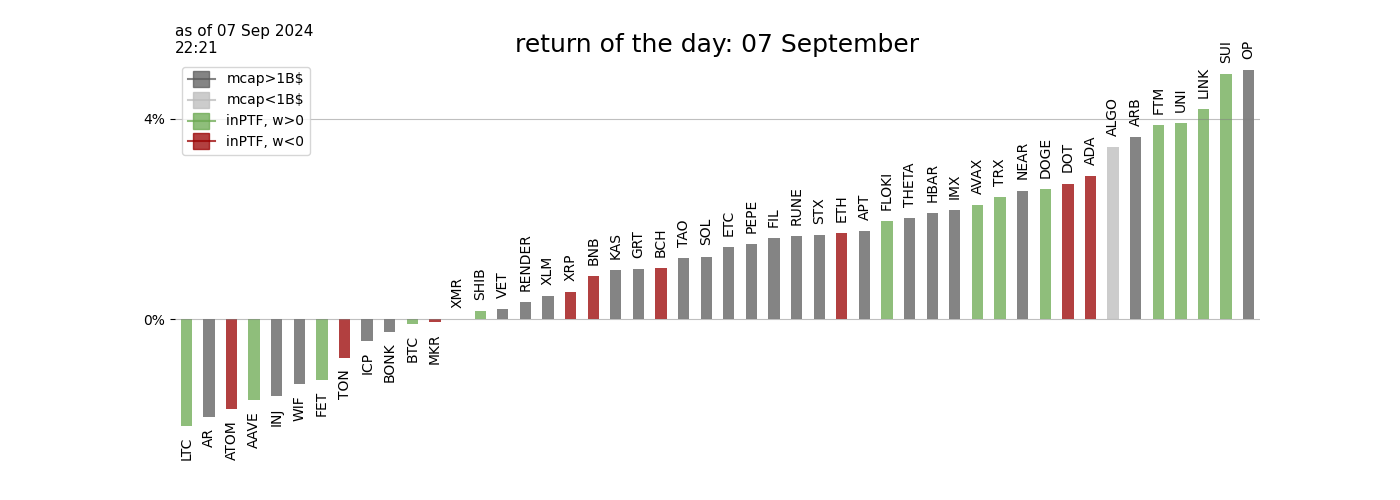 as of 07 Sep 2024
22:21
return of the day: 07 September
mcap>1B$
mcap<1B$
inPTF, w>0
inPTF, w<0
4%
0%
LTC
AR
ATOM
AAVE
INJ
WIF
FET
TON
ICP
BONK
BTC
MKR
XMR
SHIB
VET
RENDER
XLM
XRP
BNB
KAS
GRT
BCH
TAO
SOL
ETC
PEPE
FIL
RUNE
STX
ETH
APT
FLOKI
THETA
HBAR
IMX
AVAX
TRX
NEAR
DOGE
DOT
ADA
ALGO
ARB
FTM
UNI
LINK
SUI
OP